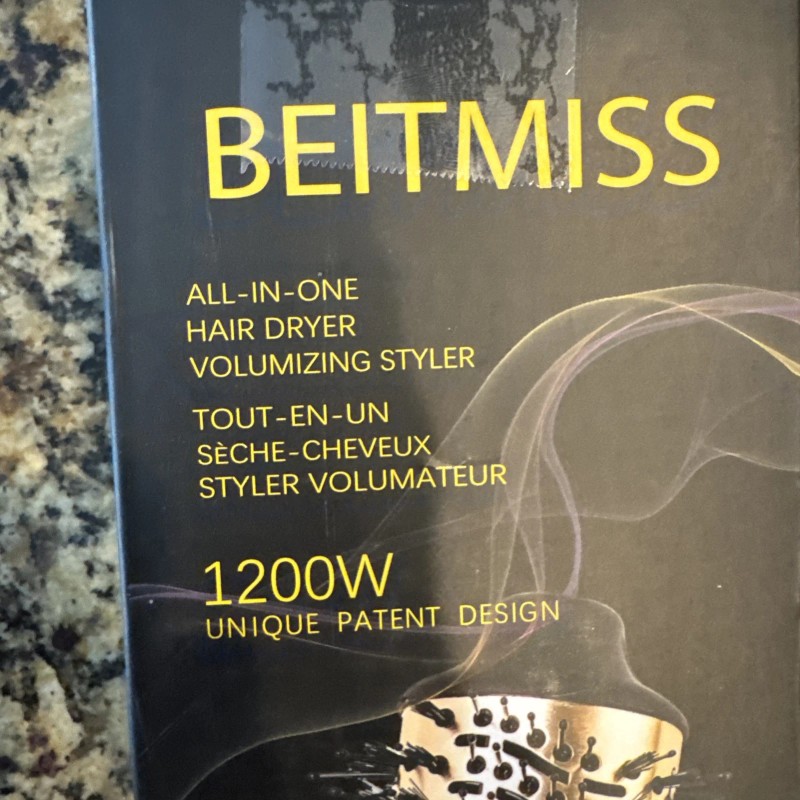 BEITMISS
ALL-IN-ONE
HAIR DRYER
VOLUMIZING STYLER
TOUT-EN-UN
SÈCHE-CHEVEUX
STYLER VOLUMATEUR
1200W
UNIQUE PATENT DESIGN